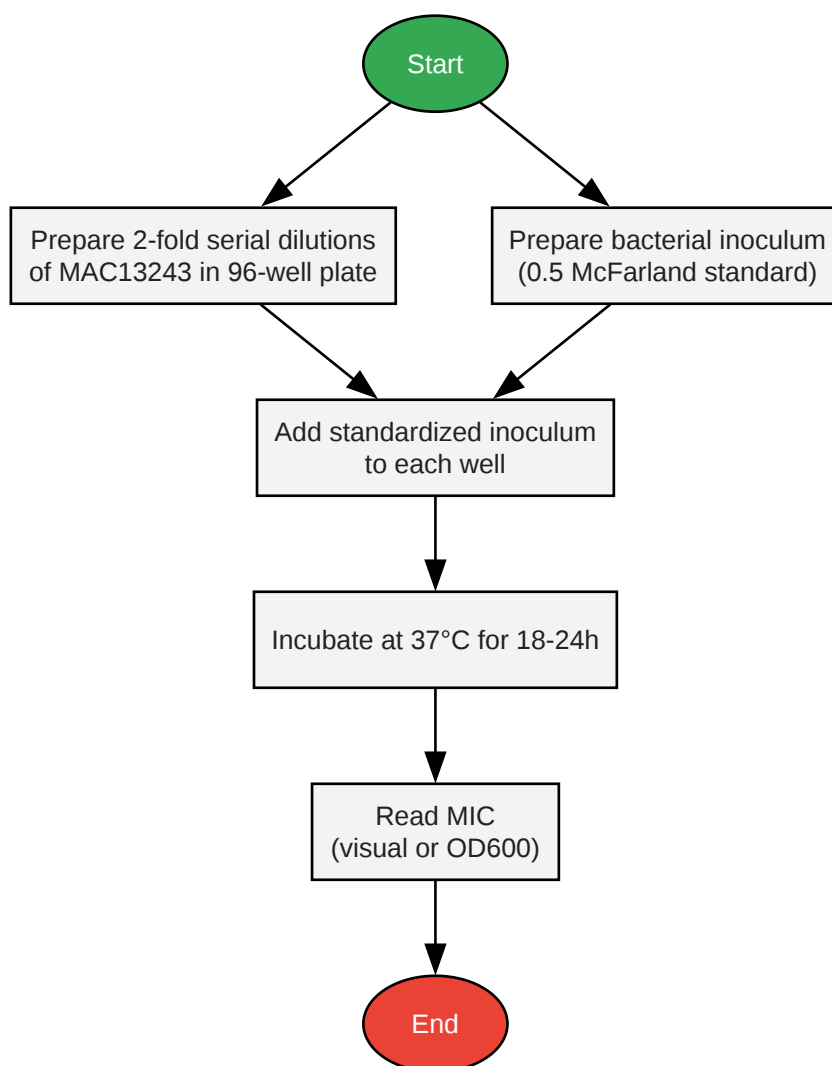 Start
Prepare 2-fold serial dilutions
of MAC13243 in 96-well plate
Prepare bacterial inoculum
(0.5 McFarland standard)
Add standardized inoculum
to each well
Incubate at 37°C for 18-24h
Read MIC
(visual or OD600)
End